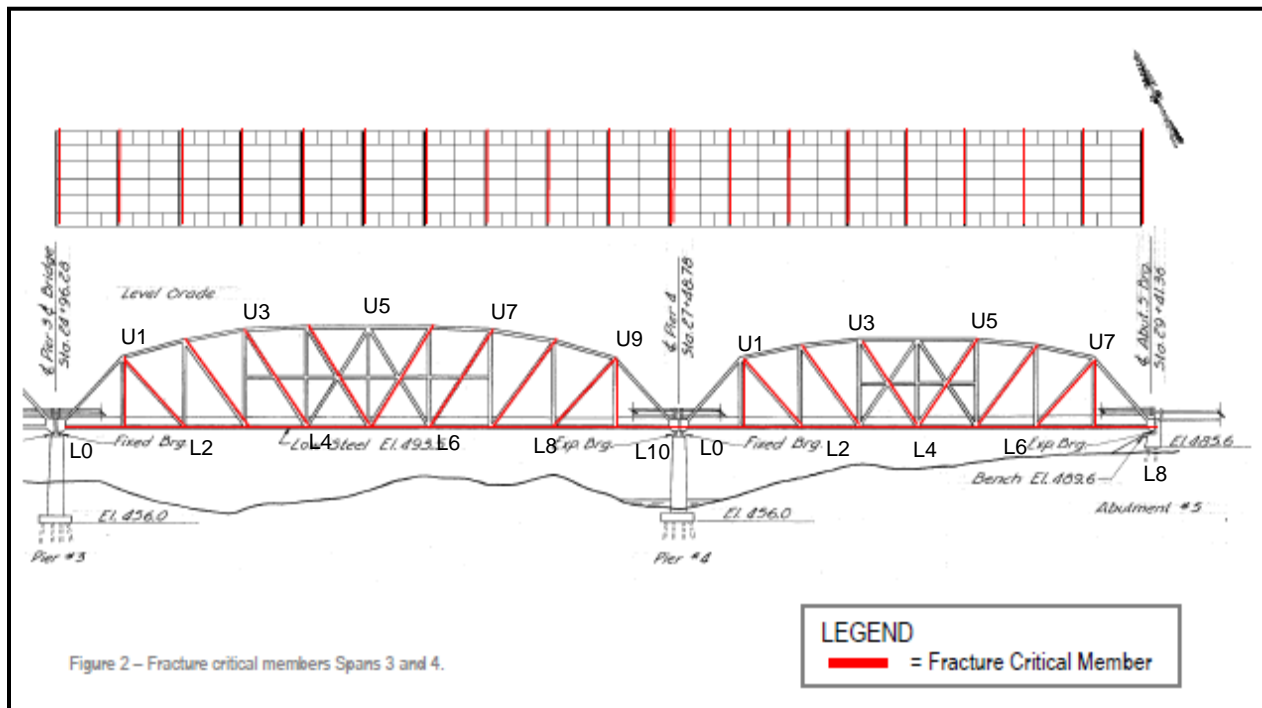 ℄ Pier 3 ℄ Bridge
Sta. 24+96.28
Level Grade
℄ Pier 4
Sta. 27+48.78
℄ Abut. 5 Brg.
Sta. 29+41.36
U1 U3 U5 U7 U9 U1 U3 U5 U7
L0 Fixed Brg. L2 L4 Low Steel El. 493. L6 L8 Exp. Brg. L10 L0 Fixed Brg. L2 L4 L6 Exp. Brg. El. 485.6
Bench El. 489.6 L8
El. 456.0 El. 456.0 Abutment #5
Pier #3 Pier #4
Figure 2 – Fracture critical members Spans 3 and 4.
LEGEND
= Fracture Critical Member